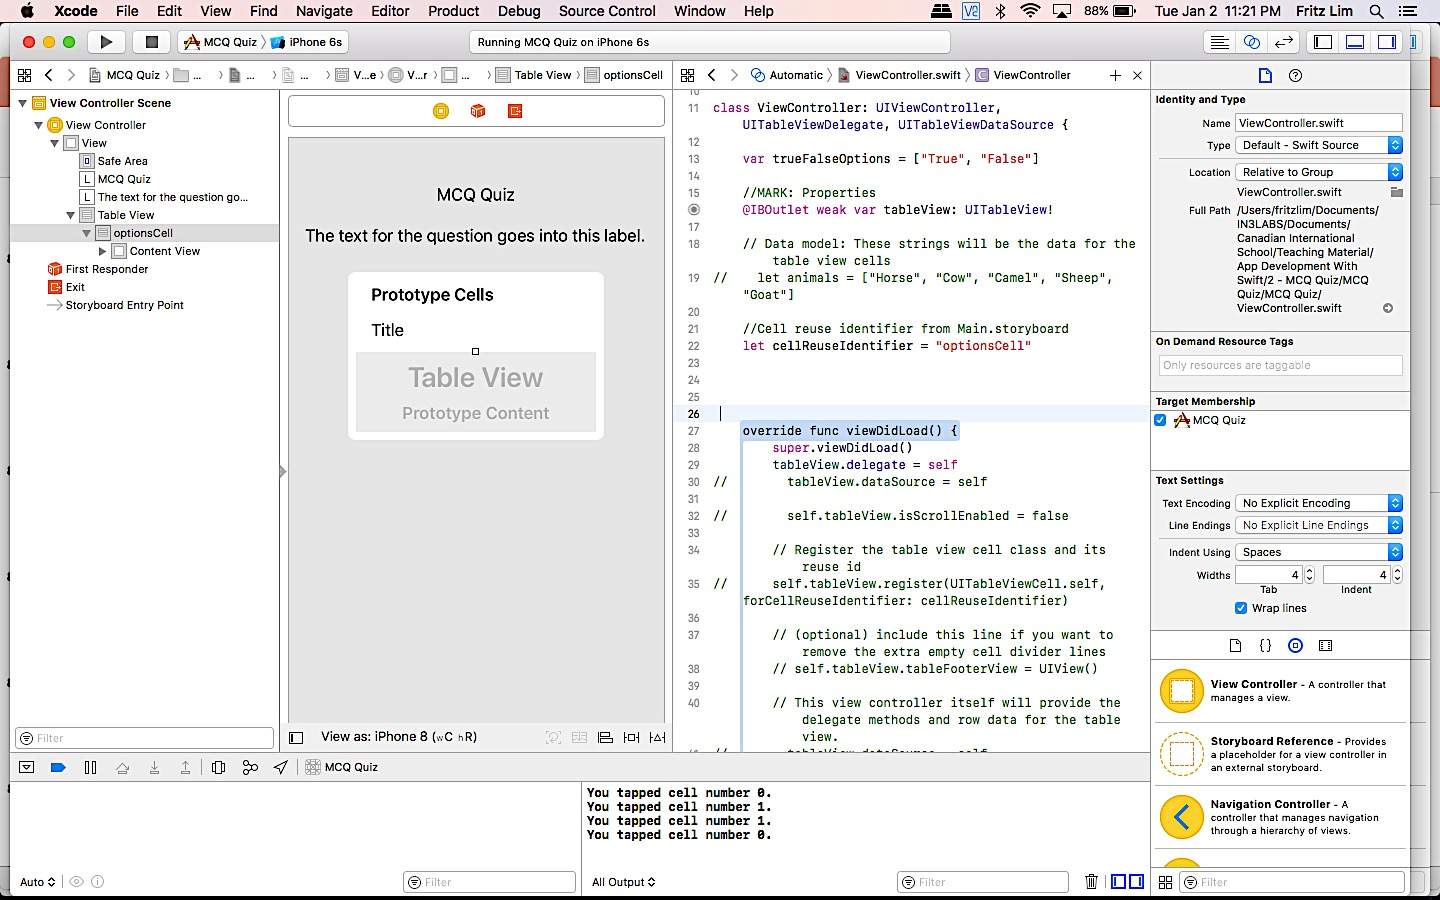 Xcode File Edit View Find Navigate Editor Product Debug Source Control Window Help 88% Tue Jan 2 11:21 PM Fritz Lim
MCQ Quiz iPhone 6s Running MCQ Quiz on iPhone 6s
MCQ Quiz ... ... ... V...e V...r ... Table View optionsCell
Automatic ViewController.swift ViewController
View Controller Scene
View Controller
View
Safe Area
L MCQ Quiz
L The text for the question go...
Table View
optionsCell
Content View
First Responder
Exit
Storyboard Entry Point
Filter
MCQ Quiz
The text for the question goes into this label.
Prototype Cells
Title
Table View
Prototype Content
View as: iPhone 8 (wC hR)
10
11 class ViewController: UIViewController,
UITableViewDelegate, UITableViewDataSource {
12
13 var trueFalseOptions = ["True", "False"]
14
15 //MARK: Properties
@IBOutlet weak var tableView: UITableView!
17
18 // Data model: These strings will be the data for the
table view cells
19 // let animals = ["Horse", "Cow", "Camel", "Sheep",
"Goat"]
20
21 //Cell reuse identifier from Main.storyboard
22 let cellReuseIdentifier = "optionsCell"
23
24
25
26
27 override func viewDidLoad() {
28 super.viewDidLoad()
29 tableView.delegate = self
30 // tableView.dataSource = self
31
32 // self.tableView.isScrollEnabled = false
33
34 // Register the table view cell class and its
reuse id
35 // self.tableView.register(UITableViewCell.self,
forCellReuseIdentifier: cellReuseIdentifier)
36
37 // (optional) include this line if you want to
remove the extra empty cell divider lines
38 // self.tableView.tableFooterView = UIView()
39
40 // This view controller itself will provide the
delegate methods and row data for the table
view.
41 // tableView.dataSource = self
Identity and Type
Name ViewController.swift
Type Default - Swift Source
Location Relative to Group
ViewController.swift
Full Path /Users/fritzlim/Documents/
IN3LABS/Documents/
Canadian International
School/Teaching Material/
App Development With
Swift/2 - MCQ Quiz/MCQ
Quiz/MCQ Quiz/
ViewController.swift
On Demand Resource Tags
Only resources are taggable
Target Membership
MCQ Quiz
Text Settings
Text Encoding No Explicit Encoding
Line Endings No Explicit Line Endings
Indent Using Spaces
Widths 4 4
Tab Indent
Wrap lines
{}
View Controller - A controller that
manages a view.
Storyboard Reference - Provides
a placeholder for a view controller in
an external storyboard.
Navigation Controller - A
controller that manages navigation
through a hierarchy of views.
Filter
MCQ Quiz
You tapped cell number 0.
You tapped cell number 1.
You tapped cell number 1.
You tapped cell number 0.
Auto Filter
All Output Filter